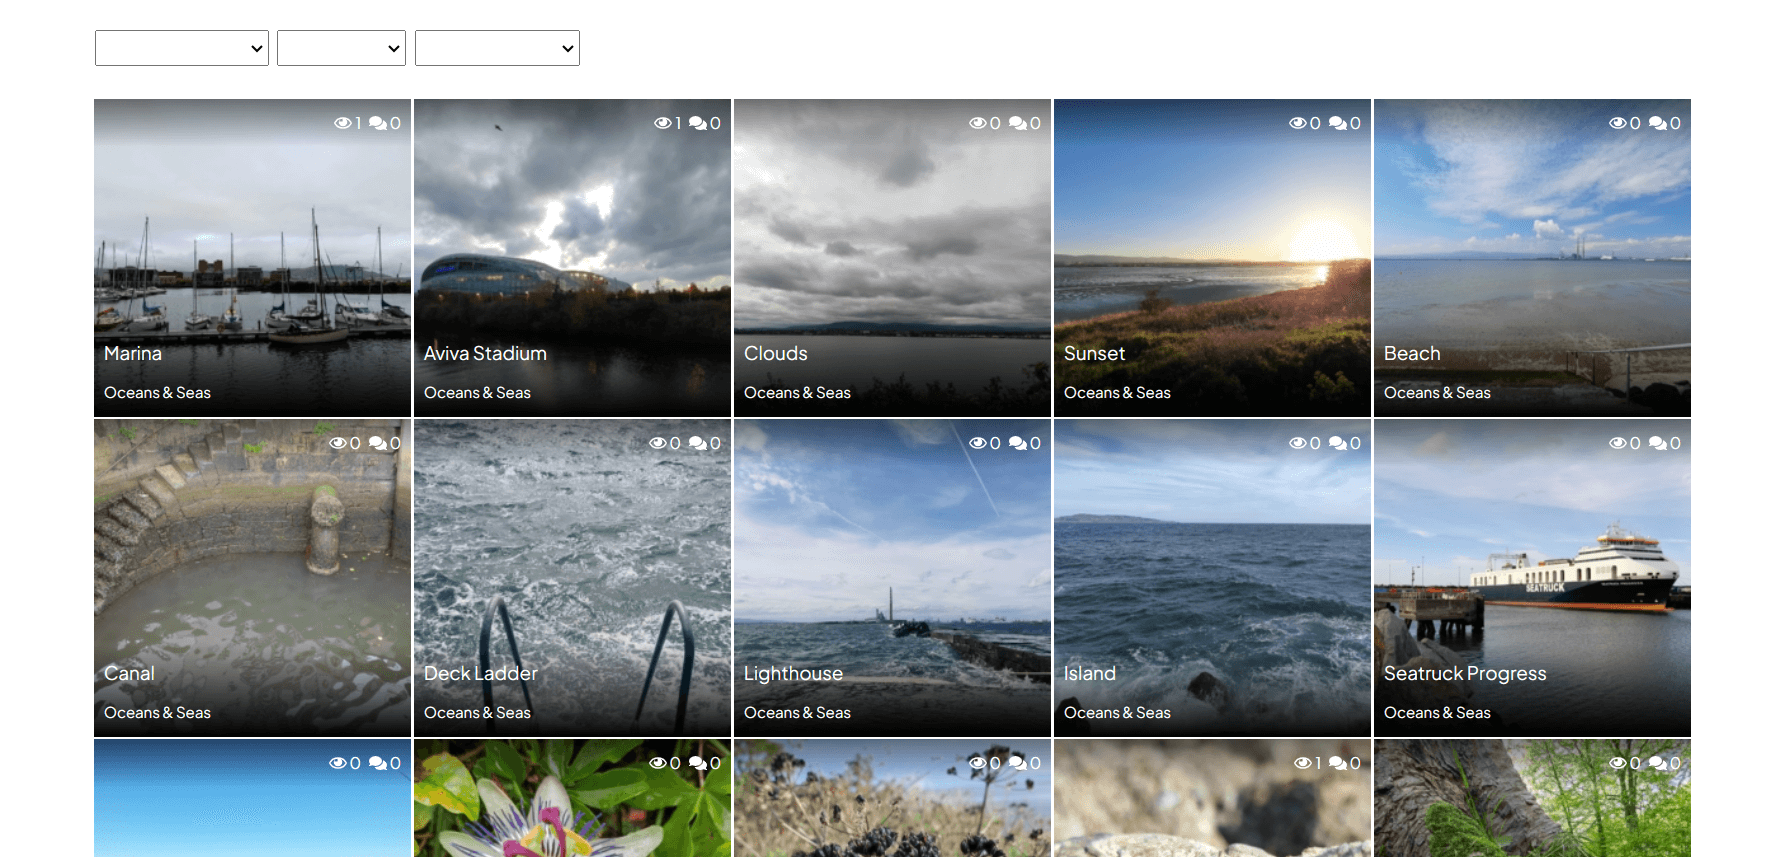 1 0
1 0
0 0
0 0
0 0
Marina
Oceans & Seas
Aviva Stadium
Oceans & Seas
Clouds
Oceans & Seas
Sunset
Oceans & Seas
Beach
Oceans & Seas
0 0
0 0
0 0
0 0
0 0
SEATRUCK
Canal
Oceans & Seas
Deck Ladder
Oceans & Seas
Lighthouse
Oceans & Seas
Island
Oceans & Seas
Seatruck Progress
Oceans & Seas
0 0
0 0
0 0
1 0
0 0